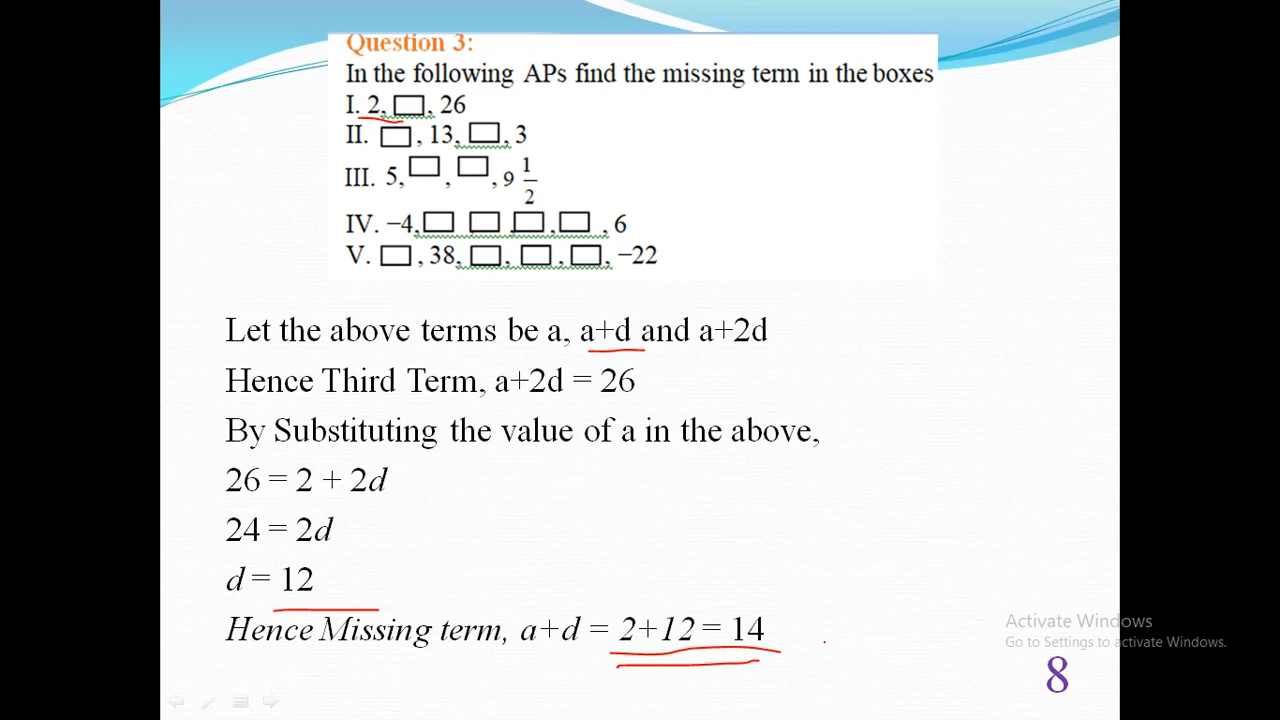 Question 3:
In the following APs find the missing term in the boxes
I. 2, □, 26
II. □, 13, □, 3
III. 5, □, □, 9 1/2
IV. −4, □ □ □, □, 6
V. □, 38, □, □, □, −22
Let the above terms be a, a+d and a+2d
Hence Third Term, a+2d = 26
By Substituting the value of a in the above,
26 = 2 + 2d
24 = 2d
d = 12
Hence Missing term, a+d = 2+12 = 14
Activate Windows
Go to Settings to activate Windows.
8